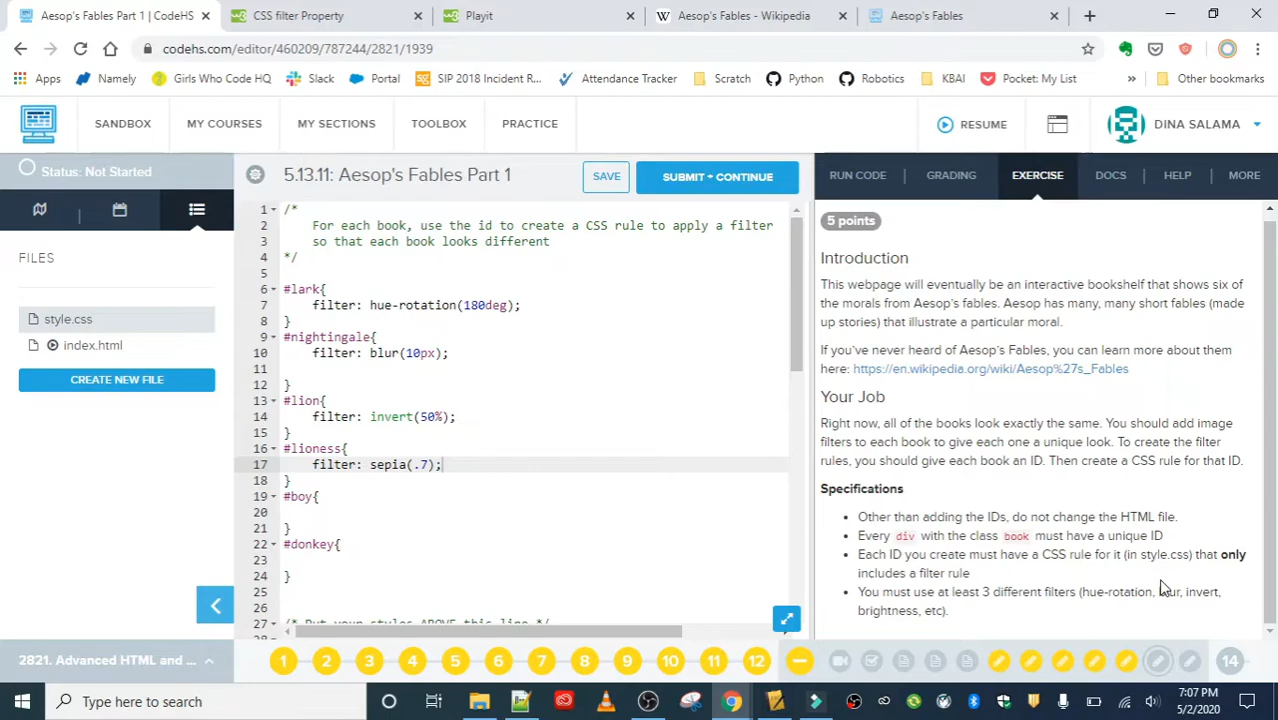 Aesop's Fables Part 1 | CodeHS
CSS filter Property
Playit
Aesop's Fables - Wikipedia
Aesop's Fables
codehs.com/editor/460209/787244/2821/1939
Apps
Namely
Girls Who Code HQ
Slack
Portal
SIP 2018 Incident R...
Attendance Tracker
Scratch
Python
Robotics
KBAI
Pocket: My List
»
Other bookmarks
SANDBOX
MY COURSES
MY SECTIONS
TOOLBOX
PRACTICE
RESUME
DINA SALAMA
Status: Not Started
FILES
style.css
index.html
CREATE NEW FILE
2821. Advanced HTML and ...
5.13.11: Aesop's Fables Part 1
SAVE
SUBMIT + CONTINUE
1 /*
2 For each book, use the id to create a CSS rule to apply a filter
3 so that each book looks different
4 */
5
6 #lark{
7 filter: hue-rotation(180deg);
8 }
9 #nightingale{
10 filter: blur(10px);
11
12 }
13 #lion{
14 filter: invert(50%);
15 }
16 #lioness{
17 filter: sepia(.7);
18 }
19 #boy{
20
21 }
22 #donkey{
23
24 }
25
26
27 /* Put your styles ABOVE this line */
28
RUN CODE
GRADING
EXERCISE
DOCS
HELP
MORE
5 points
Introduction
This webpage will eventually be an interactive bookshelf that shows six
of the morals from Aesop's fables. Aesop has many, many short fables (made
up stories) that illustrate a particular moral.
If you've never heard of Aesop's Fables, you can learn more about them
here: https://en.wikipedia.org/wiki/Aesop%27s_Fables
Your Job
Right now, all of the books look exactly the same. You should add image
filters to each book to give each one a unique look. To create the filter
rules, you should give each book an ID. Then create a CSS rule for that ID.
Specifications
• Other than adding the IDs, do not change the HTML file.
• Every div with the class book must have a unique ID
• Each ID you create must have a CSS rule for it (in style.css) that only
includes a filter rule
• You must use at least 3 different filters (hue-rotation, blur, invert,
brightness, etc).
1 2 3 4 5 6 7 8 9 10 11 12
14
Type here to search
7:07 PM
5/2/2020